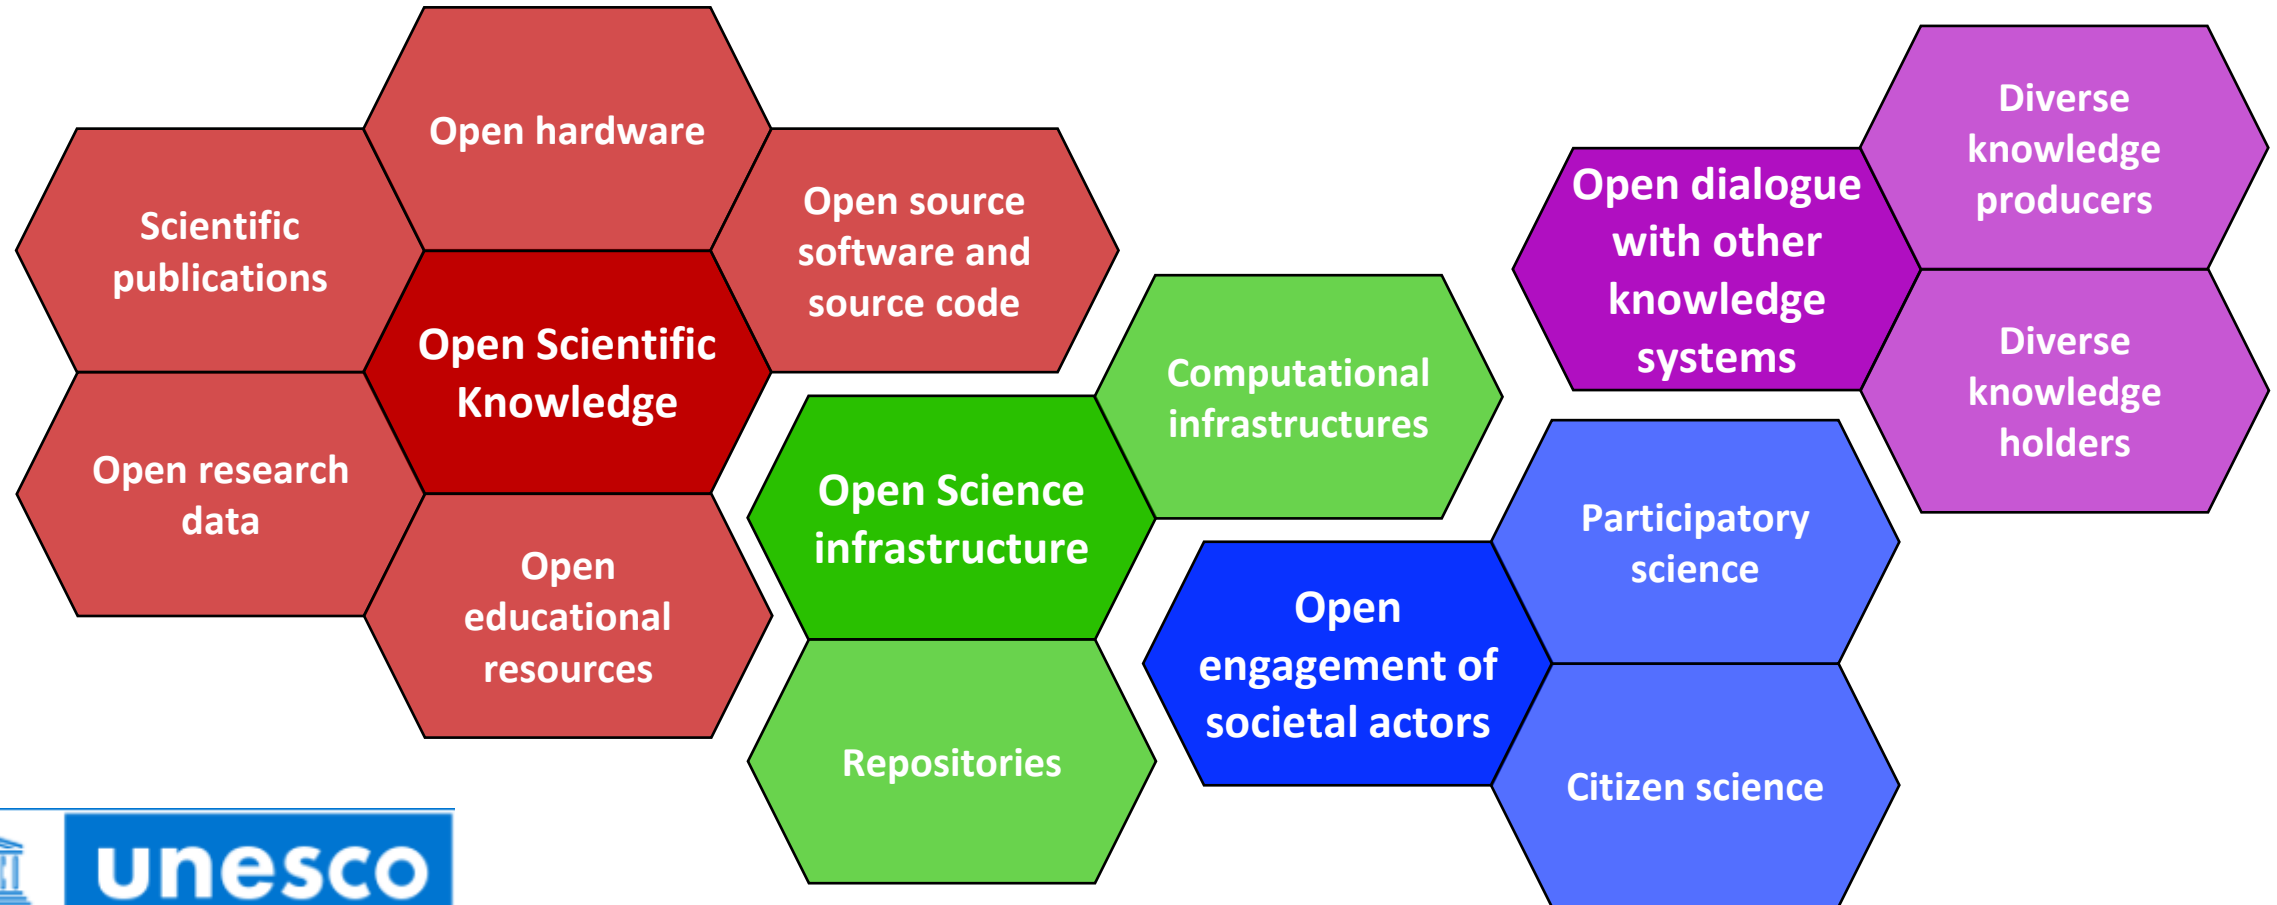 Open hardware
Scientific
publications
Open source
software and
source code
Open Scientific
Knowledge
Open research
data
Open
educational
resources
Computational
infrastructures
Open Science
infrastructure
Repositories
Open dialogue
with other
knowledge
systems
Diverse
knowledge
producers
Diverse
knowledge
holders
Participatory
science
Open
engagement of
societal actors
Citizen science
unesco